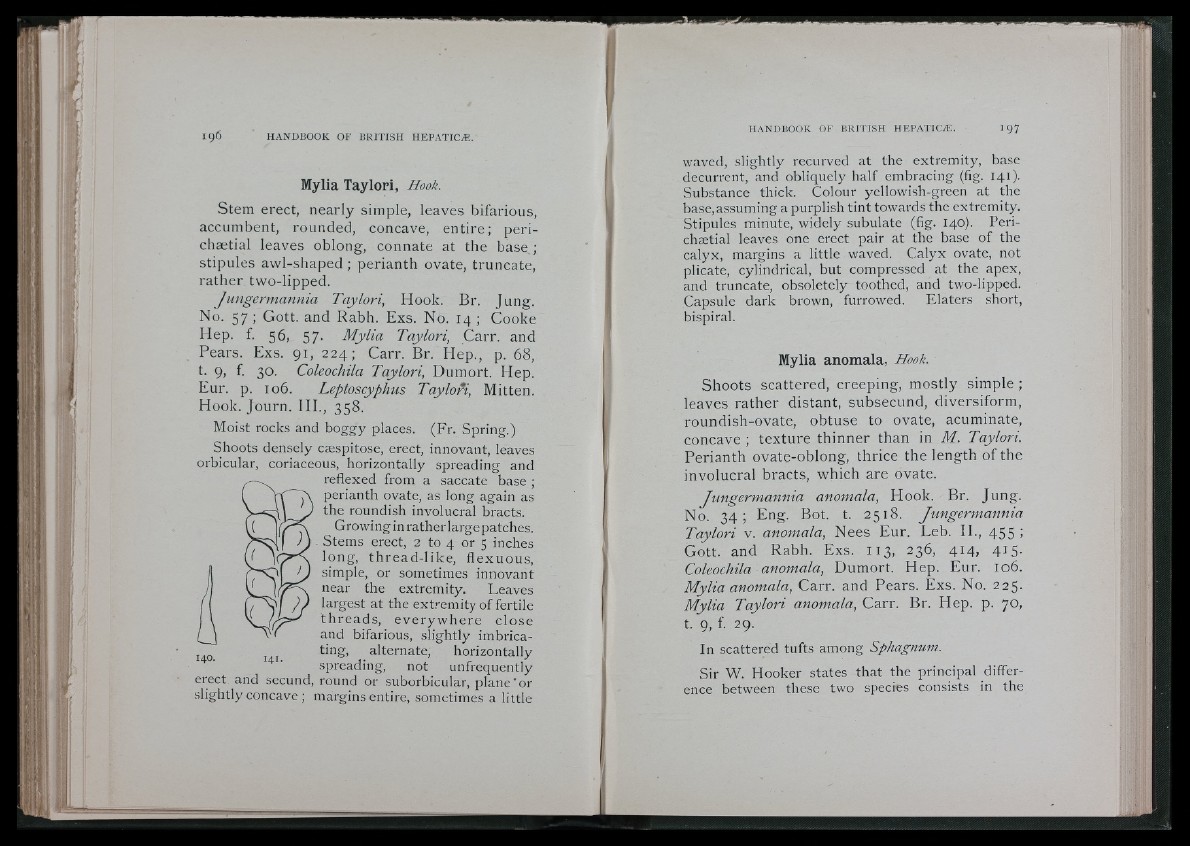 196 HANDBOOK OF BRITISH HEPATICÆ.
Mylia Taylori, Hook.
Stem erect, nearly simple, leaves bifarious,
accumbent, rounded, concave, entire; peri-
chætial leaves oblong, connate at the base;
stipules awl-shaped; perianth ovate, truncate,
rather two-lipped.
Jungermannia Taylori, Hook. Br. Jung.
No. 57; Gott. and Rabh. Exs. No. 14; Cooke
Hep. f. 56, 57. Mylia Taylori, Carr. and
Pears. Exs. 91, 224; Carr. Br. Hep., p. 68,
t. 9, f. 30. Coleochila Taylori, Dumort. Hep.
Eur. p. 106. Leptoscyphus Taylori, Mitten.
Hook. Journ. III., 358.
Moist rocks and boggy places. (Fr. Spring.)
Shoots densely cæspitose, erect, innovant, leaves
orbicular, coriaceous, horizontally spreading and
reflexed from a saccate base;
perianth ovate, as long again as
the roundish involucral bracts.
Growing in rather large patches.
Stems erect, 2 to 4 or 5 inches
long, thread-like, flexuous,
simple, or sometimes innovant
near the extremity. Leaves
largest at the extremity of fertile
threads, everywhere close
and bifarious, slightly imbrica-
ting, alternate, horizontally
spreading, not unfrequently
140. 141.
erect and secund, round or suborbicular, plane or
slightly concave; margins entire, sometimes a little
HANDBOOK OF BRITISH HEPATICÆ. 197
waved, slightly recurved at the extremity, base
decurrent, and obliquely half embracing (fig. 141).
Substance thick. Colour yellowish-green at the
base, assuming a purplish tint towards the extremity.
Stipules minute, widely subulate (fig. 140). Peri-
chætial leaves one erect pair at the base of the
calyx, margins a little waved. Calyx ovate, not
plicate, cylindrical, but compressed at the apex,
and truncate, obsoletely toothed, and two-lipped.
Capsule dark brown, furrowed. Elaters short,
bispiral.
Mylia anomala, Hook.
Shoots scattered, creeping, mostly simple;
leaves rather distant, subsecund, diversiform,
roundish-ovate, obtuse to ovate, acuminate,
concave; texture thinner than in M. Taylori.
Perianth ovate-oblong, thrice the length of the
involucral bracts, which are ovate.
Jungermannia anomala, Hook. Br. Jung.
No. 34; Eng. Bot. t. 2518. Jungermannia
Taylori v. anomala, Nees Eur. Leb. II., 455;
Gott. and Rabh. Exs. 113, 236, 414, 415.
Coleochila anomala, Dumort. Hep. Eur. 106.
Mylia anomala, Carr. and Pears. Exs. No. 225.
Mylia Taylori anomala, Carr. Br. Hep. p. 70,
t. 9, f. 29.
In scattered tufts among Sphagnum.
Sir W. Hooker states that the principal differ-
ence between these two species consists in the